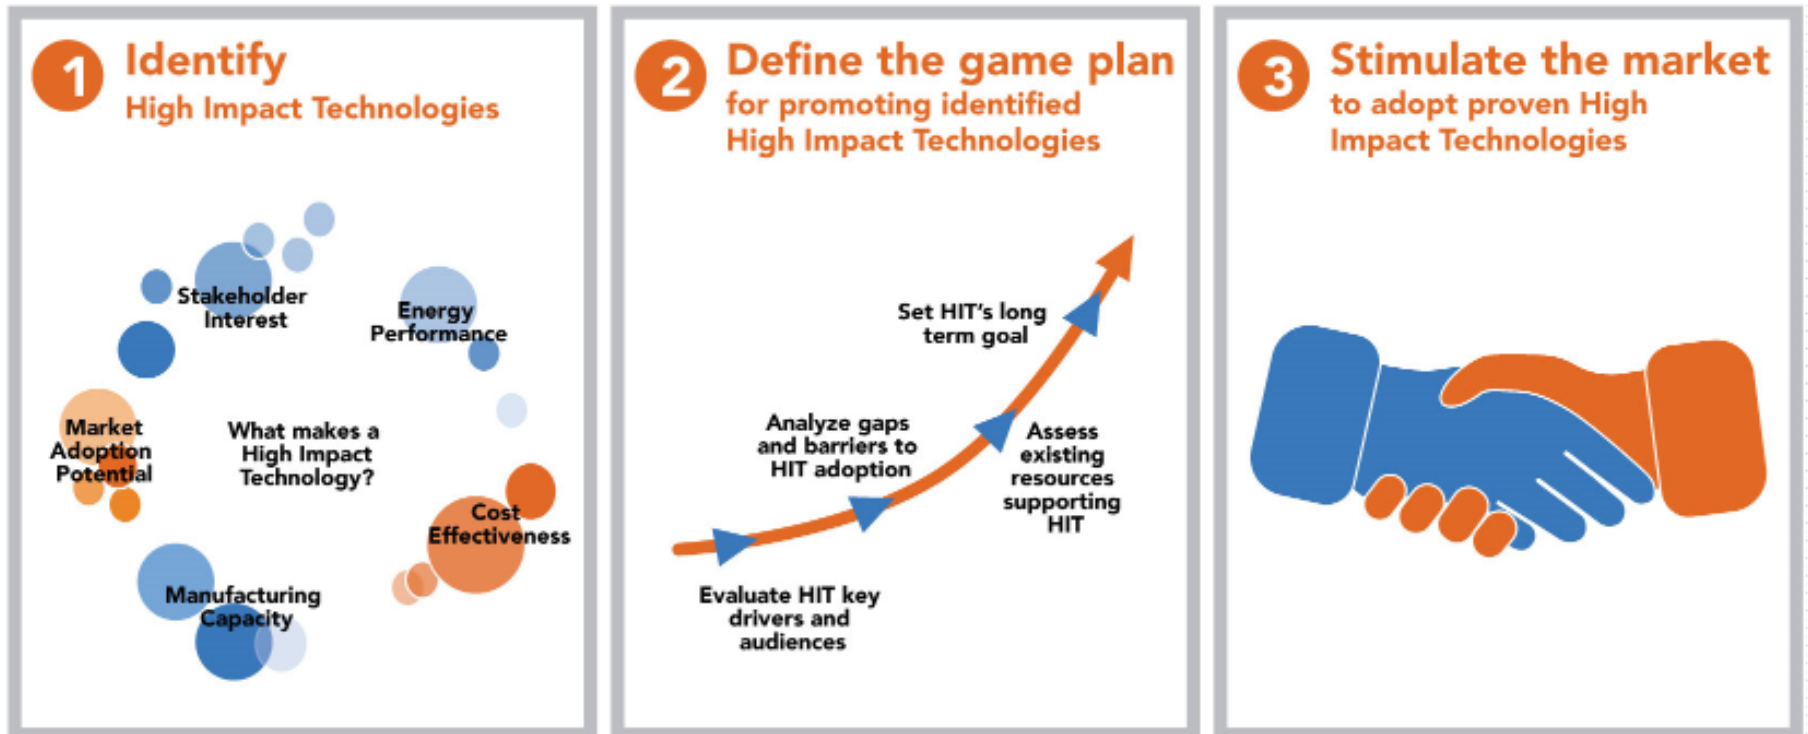 1 Identify
High Impact Technologies
Stakeholder
Interest
Energy
Performance
Market
Adoption
Potential
What makes a
High Impact
Technology?
Cost
Effectiveness
Manufacturing
Capacity
2 Define the game plan
for promoting identified
High Impact Technologies
Set HIT's long
term goal
Analyze gaps
and barriers to
HIT adoption
Assess
existing
resources
supporting
HIT
Evaluate HIT key
drivers and
audiences
3 Stimulate the market
to adopt proven High
Impact Technologies